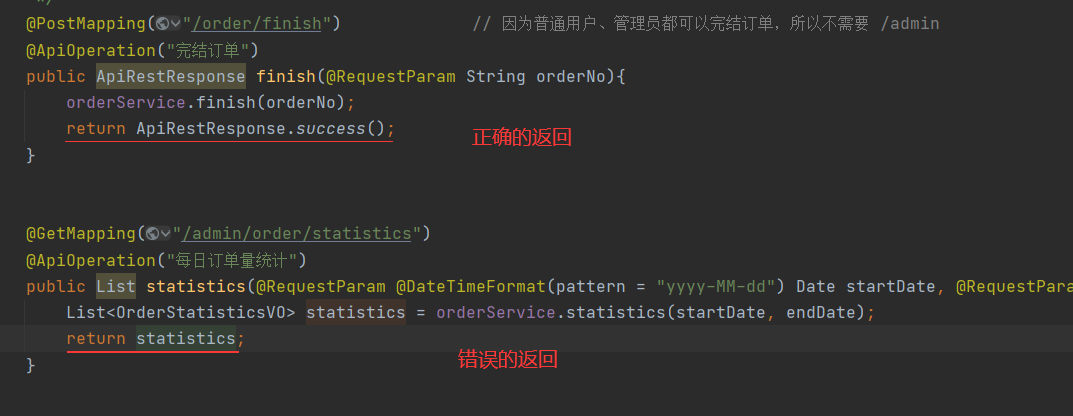 */
@PostMapping("/order/finish") // 因为普通用户、管理员都可以完结订单，所以不需要 /admin
@ApiOperation("完结订单")
public ApiRestResponse finish(@RequestParam String orderNo){
orderService.finish(orderNo);
return ApiRestResponse.success();
正确的返回
}
@GetMapping("/admin/order/statistics")
@ApiOperation("每日订单量统计")
public List statistics(@RequestParam @DateTimeFormat(pattern = "yyyy-MM-dd") Date startDate, @RequestPara
List<OrderStatisticsVO> statistics = orderService.statistics(startDate, endDate);
return statistics;
错误的返回
}